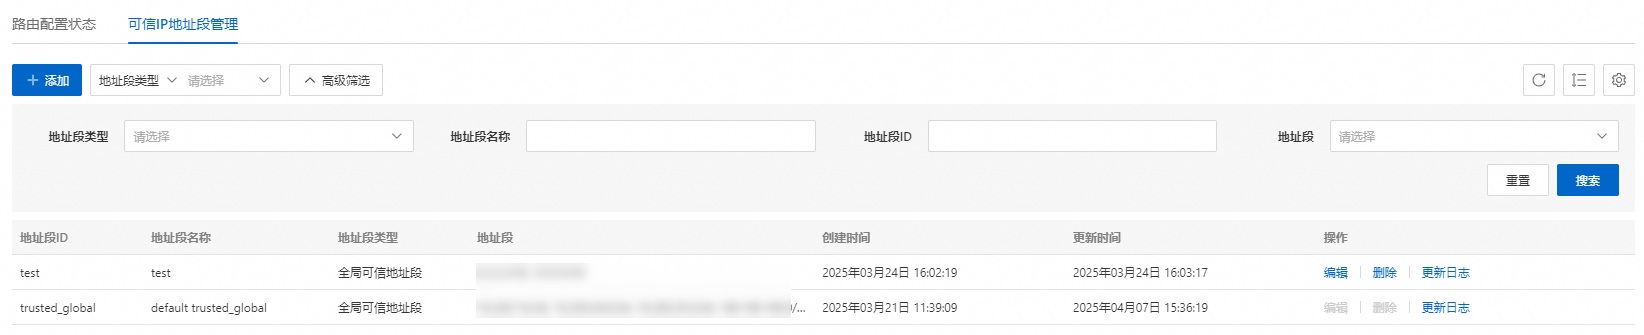 路由配置状态 可信IP地址段管理
添加 地址段类型 请选择 高级筛选
地址段类型 请选择 地址段名称 地址段ID 地址段 请选择
重置 搜索
地址段ID 地址段名称 地址段类型 地址段 创建时间 更新时间 操作
test test 全局可信地址段 2025年03月24日 16:02:19 2025年03月24日 16:03:17 编辑 删除 更新日志
trusted_global default trusted_global 全局可信地址段 /... 2025年03月21日 11:39:09 2025年04月07日 15:36:19 编辑 删除 更新日志